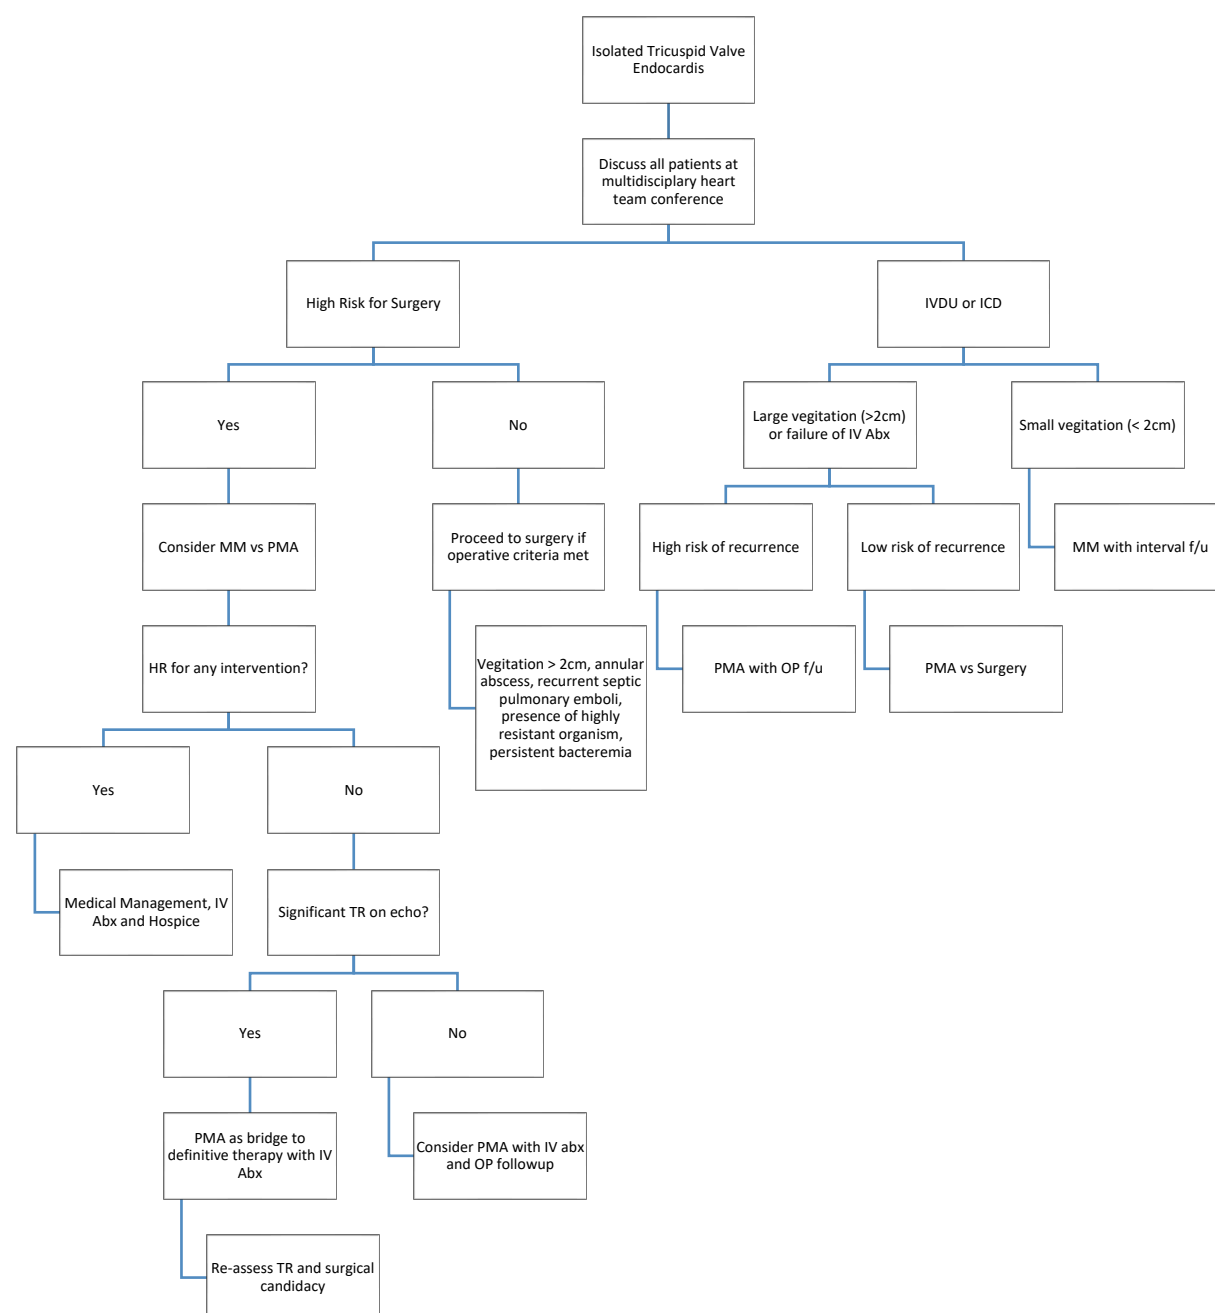 Isolated Tricuspid Valve
Endocardis
Discuss all patients at
multidisciplary heart
team conference
High Risk for Surgery
IVDU or ICD
Yes
No
Large vegitation (>2cm)
or failure of IV Abx
Small vegitation (< 2cm)
Consider MM vs PMA
Proceed to surgery if
operative criteria met
High risk of recurrence
Low risk of recurrence
MM with interval f/u
HR for any intervention?
Vegitation > 2cm, annular
abscess, recurrent septic
pulmonary emboli,
presence of highly
resistant organism,
persistent bacteremia
PMA with OP f/u
PMA vs Surgery
Yes
No
Medical Management, IV
Abx and Hospice
Significant TR on echo?
Yes
No
PMA as bridge to
definitive therapy with IV
Abx
Consider PMA with IV abx
and OP followup
Re-assess TR and surgical
candidacy